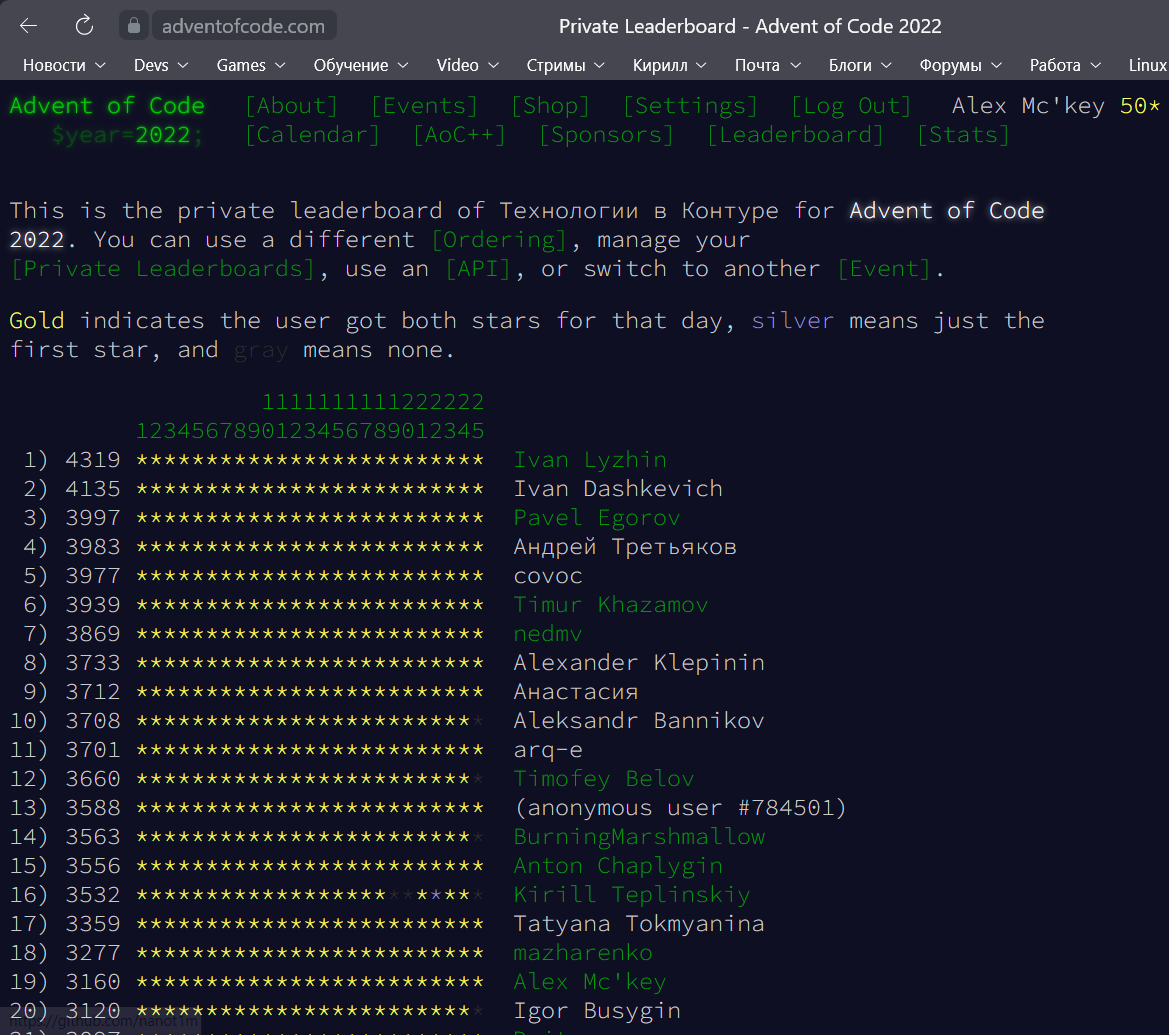 adventofcode.com Private Leaderboard - Advent of Code 2022
Новости Devs Games Обучение Video Стримы Кирилл Почта Блоги Форумы Работа Linux
Advent of Code [About] [Events] [Shop] [Settings] [Log Out] Alex Mc'key 50*
$year=2022; [Calendar] [AoC++] [Sponsors] [Leaderboard] [Stats]
This is the private leaderboard of Технологии в Контуре for Advent of Code
2022. You can use a different [Ordering], manage your
[Private Leaderboards], use an [API], or switch to another [Event].
Gold indicates the user got both stars for that day, silver means just the
first star, and gray means none.
1111111111222222
1234567890123456789012345
1) 4319 ************************* Ivan Lyzhin
2) 4135 ************************* Ivan Dashkevich
3) 3997 ************************* Pavel Egorov
4) 3983 ************************* Андрей Третьяков
5) 3977 ************************* covoc
6) 3939 ************************* Timur Khazamov
7) 3869 ************************* nedmv
8) 3733 ************************* Alexander Klepinin
9) 3712 ************************* Анастасия
10) 3708 ************************* Aleksandr Bannikov
11) 3701 ************************* arq-e
12) 3660 ************************* Timofey Belov
13) 3588 ************************* (anonymous user #784501)
14) 3563 ************************* BurningMarshmallow
15) 3556 ************************* Anton Chaplygin
16) 3532 ************************* Kirill Teplinskiy
17) 3359 ************************* Tatyana Tokmyanina
18) 3277 ************************* mazharenko
19) 3160 ************************* Alex Mc'key
20) 3120 ************************* Igor Busygin